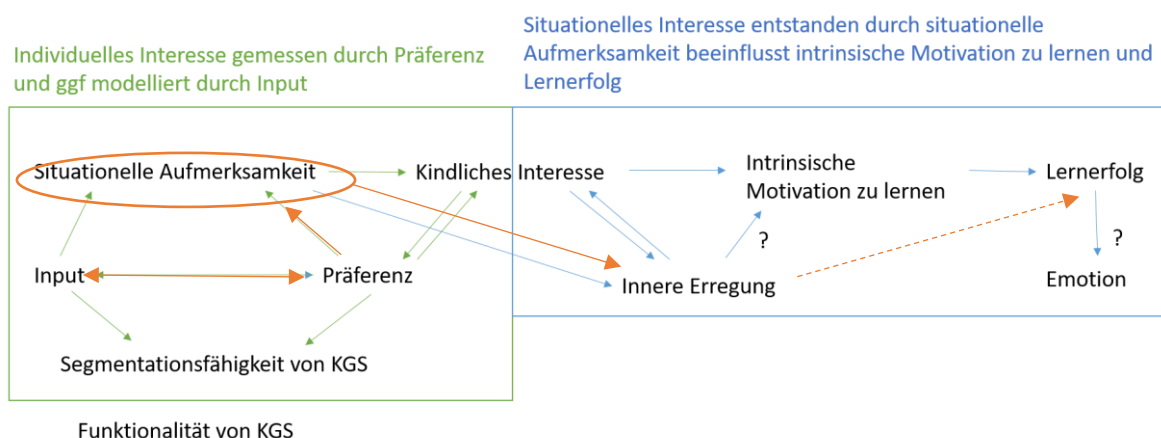 Situationelles Interesse entstanden durch situationelle
Aufmerksamkeit beeinflusst intrinsische Motivation zu lernen und
Lernerfolg
Individuelles Interesse gemessen durch Präferenz
und ggf modelliert durch Input
Situationelle Aufmerksamkeit
Kindliches Interesse
Intrinsische
Motivation zu lernen
Lernerfolg
?
?
Input
Präferenz
Innere Erregung
Emotion
Segmentationsfähigkeit von KGS
Funktionalität von KGS